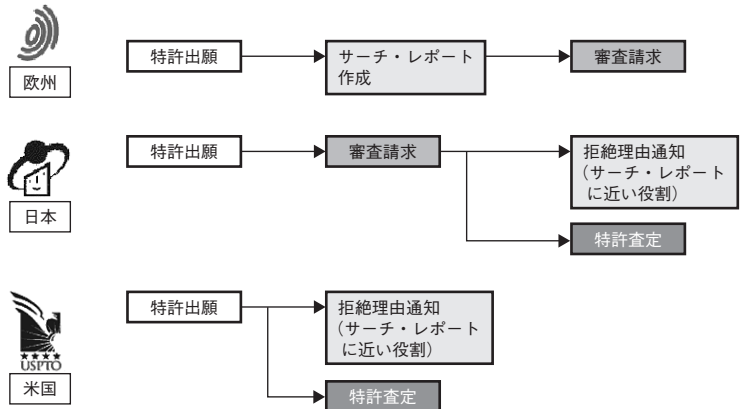 欧州
特許出願
サーチ・レポート
作成
審査請求
日本
特許出願
審査請求
拒絶理由通知
（サーチ・レポート
に近い役割）
特許査定
USPTO
米国
特許出願
拒絶理由通知
（サーチ・レポート
に近い役割）
特許査定